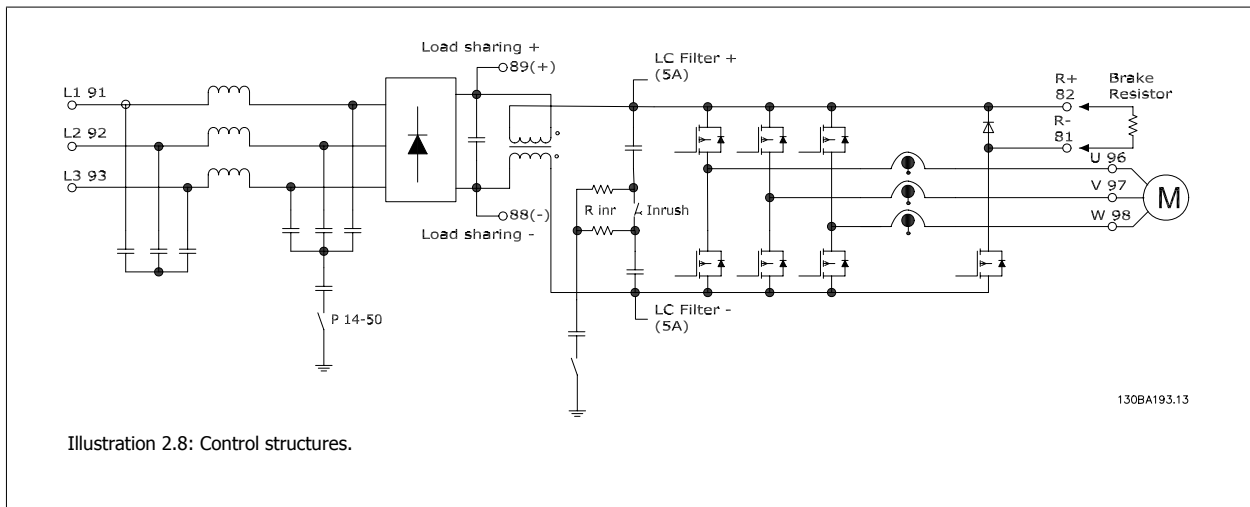 Load sharing +
89(+)
LC Filter +
(5A)
L1 91
L2 92
L3 93
R+
82
Brake
Resistor
R-
81
U 96
V 97
W 98
M
R inr
Inrush
88(-)
Load sharing -
LC Filter -
(5A)
P 14-50
130BA193.13
Illustration 2.8: Control structures.